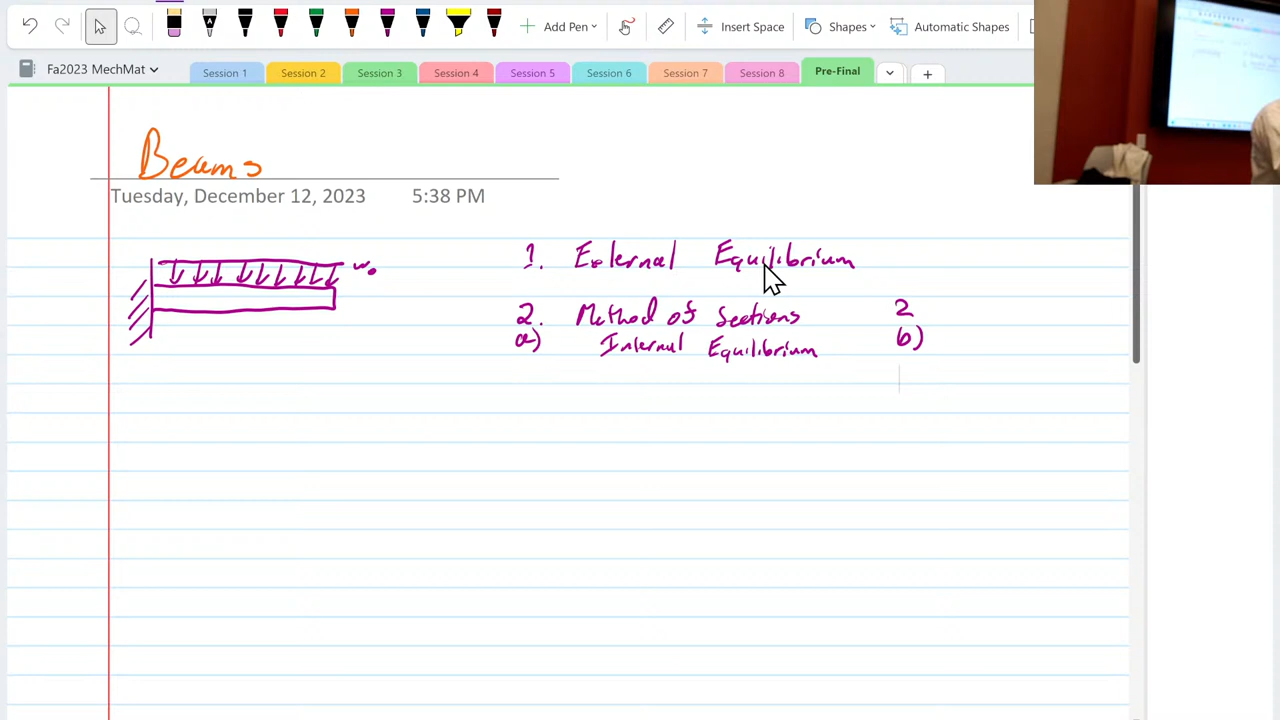 Add Pen
Insert Space
Shapes
Automatic Shapes
Fa2023 MechMat
Session 1
Session 2
Session 3
Session 4
Session 5
Session 6
Session 7
Session 8
Pre-Final
Beams
Tuesday, December 12, 2023 5:38 PM
w₀
1. External Equilibrium
2. Method of Sections 2
a) Internal Equilibrium b)